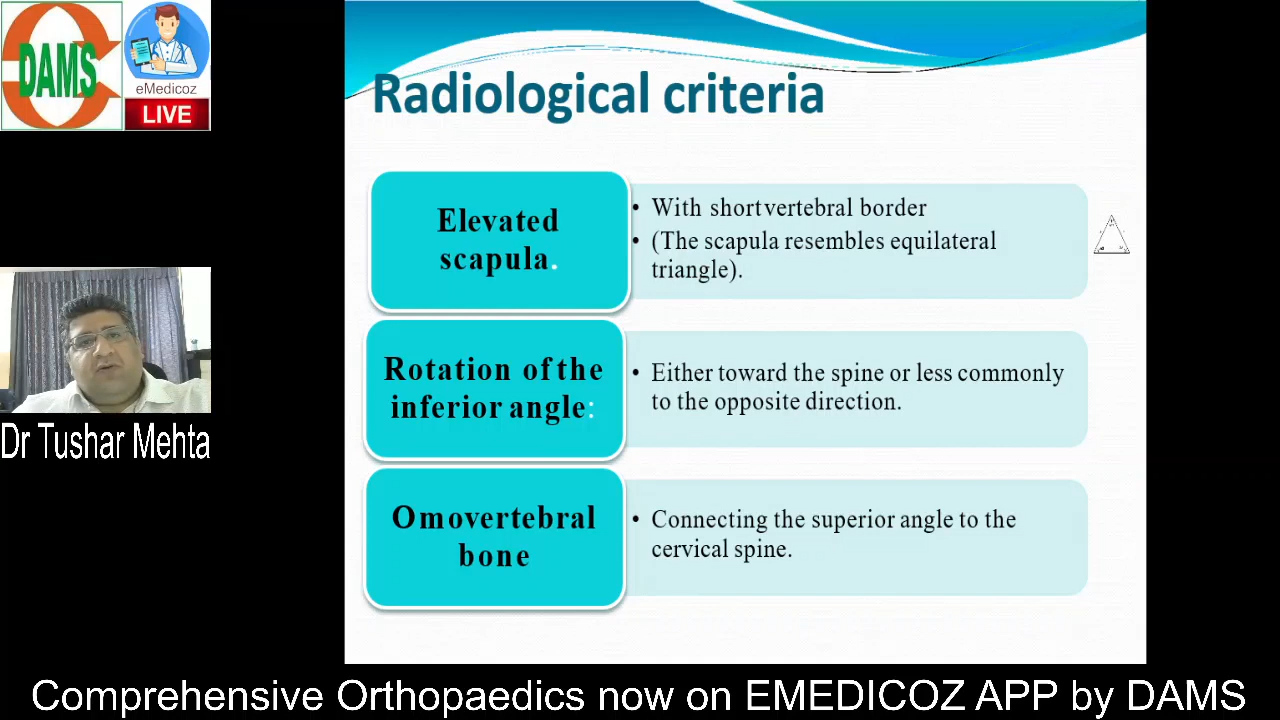 DAMS
eMedicoz
LIVE
Radiological criteria
Elevated
scapula.
• With short vertebral border
• (The scapula resembles equilateral
triangle).
Rotation of the
inferior angle:
• Either toward the spine or less commonly
to the opposite direction.
Omovertebral
bone
• Connecting the superior angle to the
cervical spine.
Dr Tushar Mehta
Comprehensive Orthopaedics now on EMEDICOZ APP by DAMS